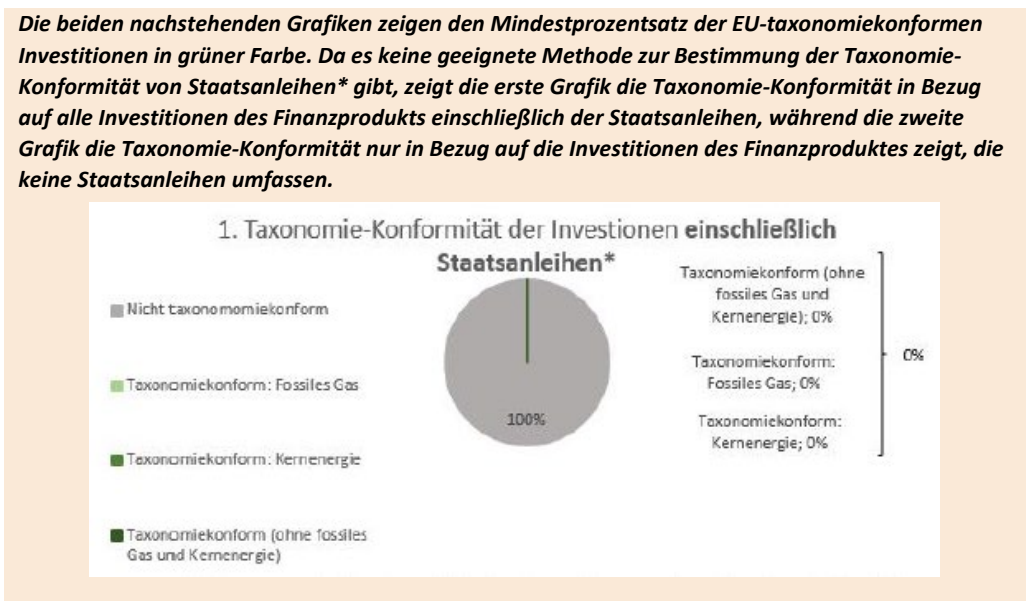 Die beiden nachstehenden Grafiken zeigen den Mindestprozentsatz der EU-taxonomiekonformen
Investitionen in grüner Farbe. Da es keine geeignete Methode zur Bestimmung der Taxonomie-
Konformität von Staatsanleihen* gibt, zeigt die erste Grafik die Taxonomie-Konformität in Bezug
auf alle Investitionen des Finanzprodukts einschließlich der Staatsanleihen, während die zweite
Grafik die Taxonomie-Konformität nur in Bezug auf die Investitionen des Finanzproduktes zeigt, die
keine Staatsanleihen umfassen.
1. Taxonomie-Konformität der Investionen einschließlich
Staatsanleihen*
Nicht taxonomomiekonform
Taxonomiekonform: Fossiles Gas
Taxonomiekonform: Kernenergie
Taxonomiekonform (ohne fossiles
Gas und Kernenergie)
100%
Taxonomiekonform (ohne
fossiles Gas und
Kernenergie); 0%
Taxonomiekonform:
Fossiles Gas; 0%
Taxonomiekonform:
Kernenergie; 0%
0%